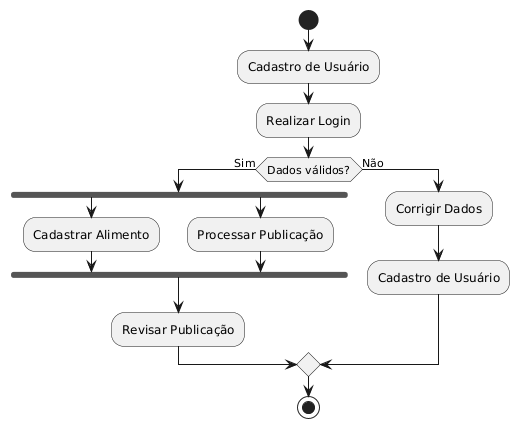 Cadastro de Usuário
Realizar Login
Sim
Dados válidos?
Não
Cadastrar Alimento
Processar Publicação
Corrigir Dados
Cadastro de Usuário
Revisar Publicação